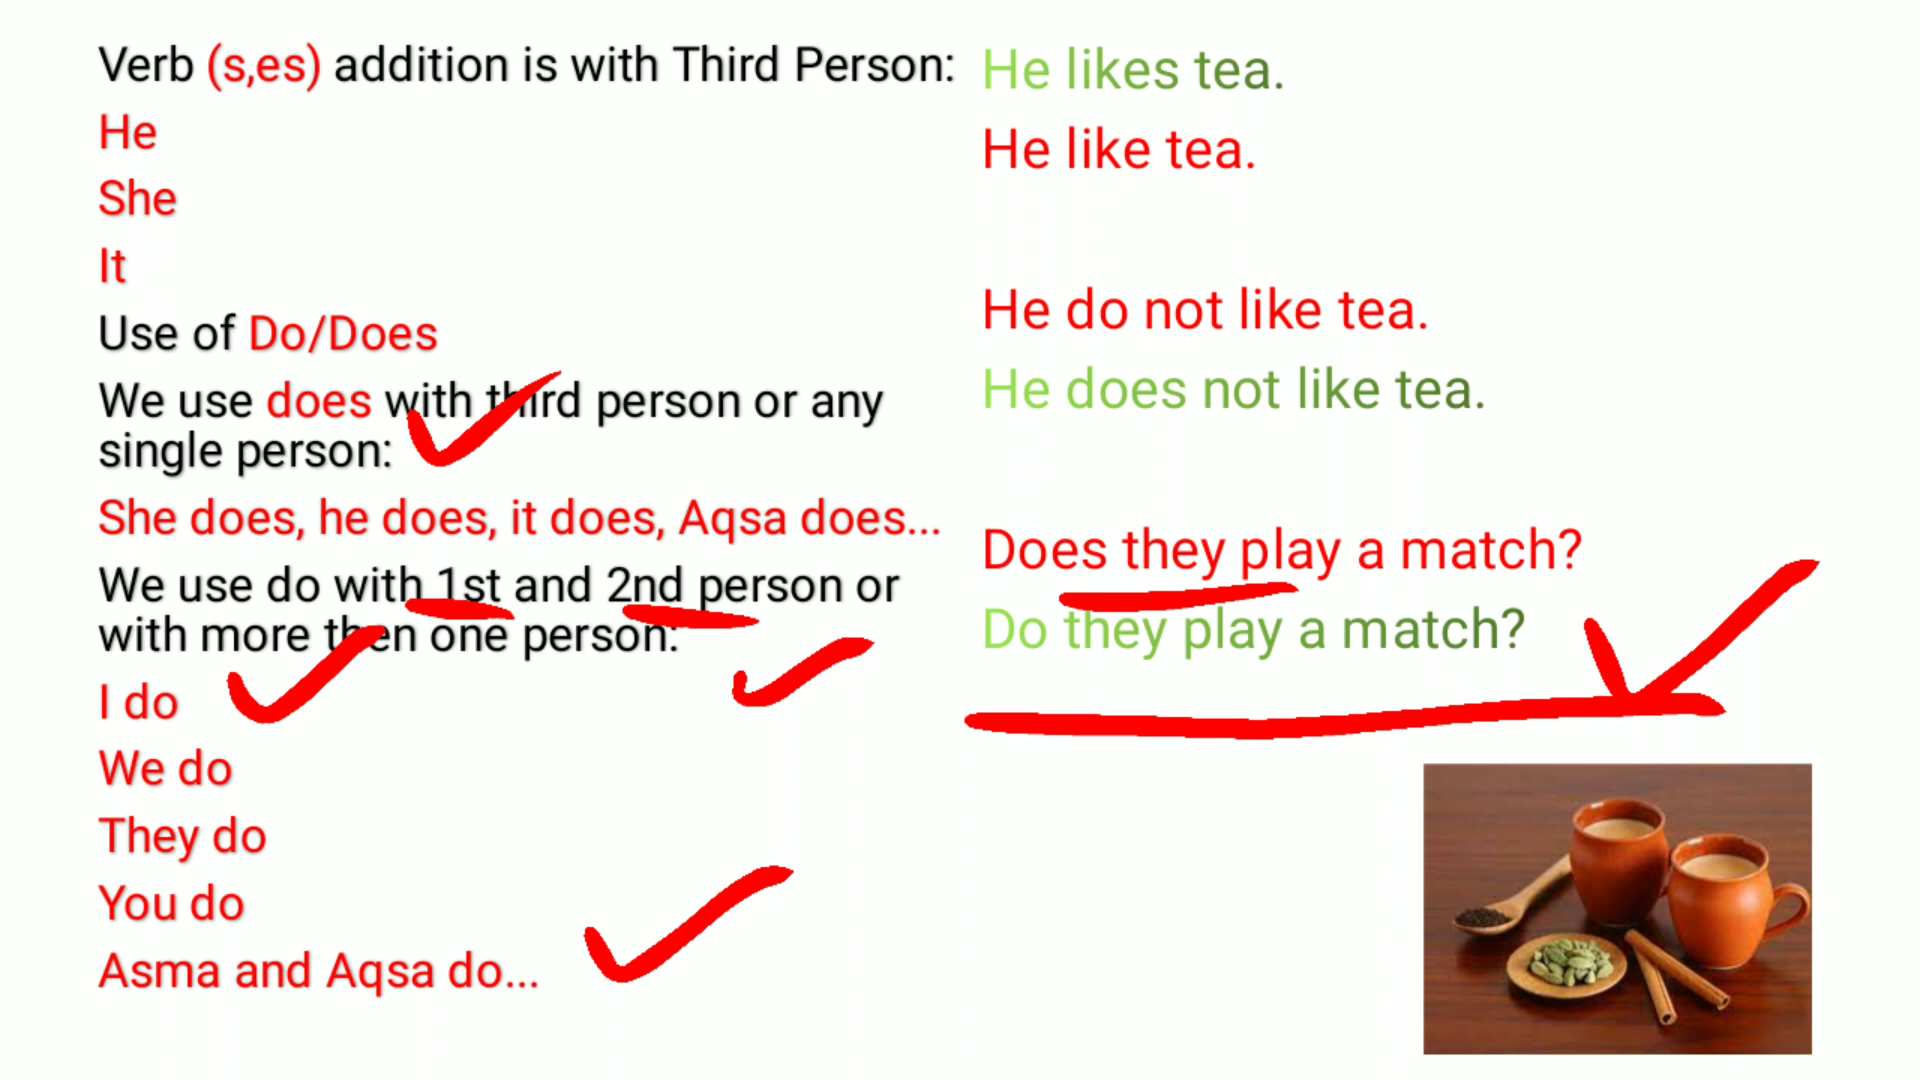 Verb (s,es) addition is with Third Person:
He
She
It
Use of Do/Does
We use does with third person or any
single person:
She does, he does, it does, Aqsa does...
We use do with 1st and 2nd person or
with more then one person:
I do
We do
They do
You do
Asma and Aqsa do...
He likes tea.
He like tea.
He do not like tea.
He does not like tea.
Does they play a match?
Do they play a match?